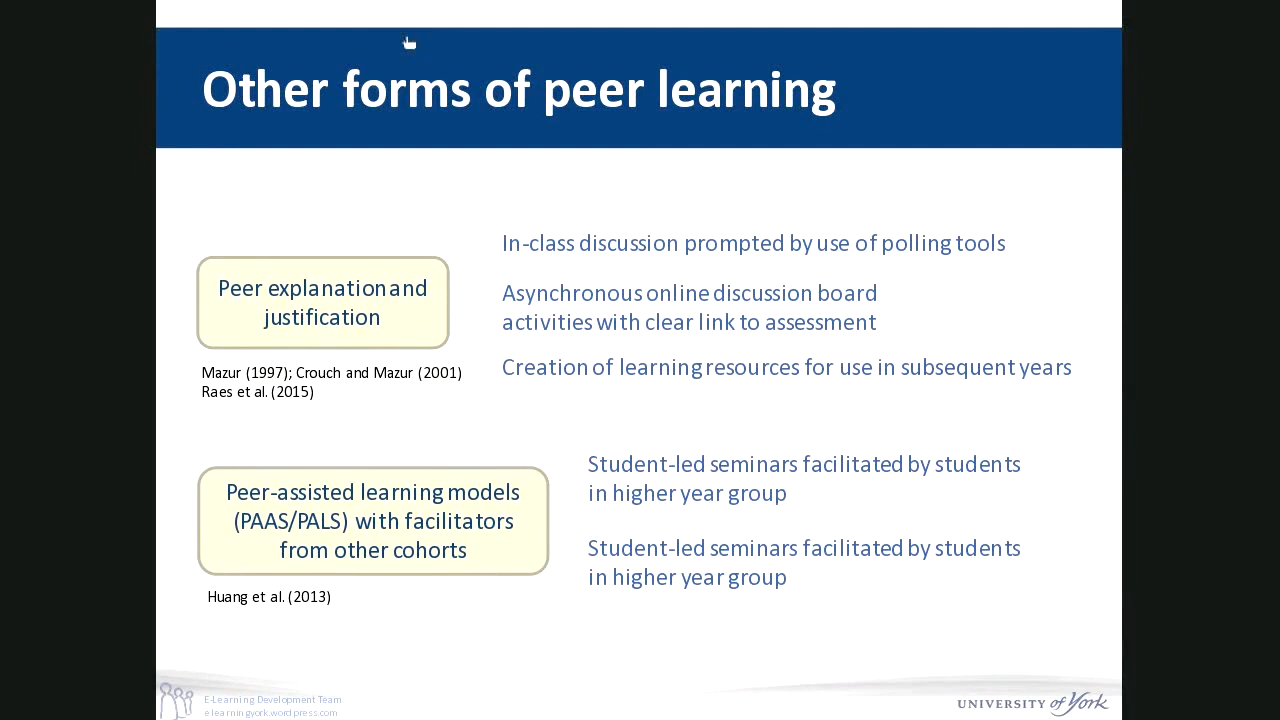 Other forms of peer learning
In-class discussion prompted by use of polling tools
Peer explanation and
justification
Asynchronous online discussion board
activities with clear link to assessment
Creation of learning resources for use in subsequent years
Mazur (1997); Crouch and Mazur (2001)
Raes et al. (2015)
Peer-assisted learning models
(PAAS/PALS) with facilitators
from other cohorts
Student-led seminars facilitated by students
in higher year group
Student-led seminars facilitated by students
in higher year group
Huang et al. (2013)
E-Learning Development Team
elearningyork.wordpress.com
UNIVERSITY of York